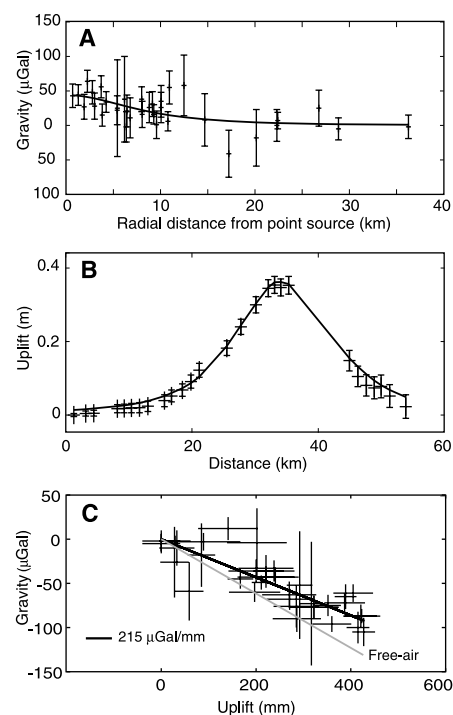 A
150
100
50
0
50
100
Gravity (µGal)
0
10
20
30
40
Radial distance from point source (km)
B
0.4
0.2
0
Uplift (m)
0
20
40
60
Distance (km)
C
50
0
-50
-100
-150
Gravity (µGal)
215 µGal/mm
Free-air
0
200
400
600
Uplift (mm)